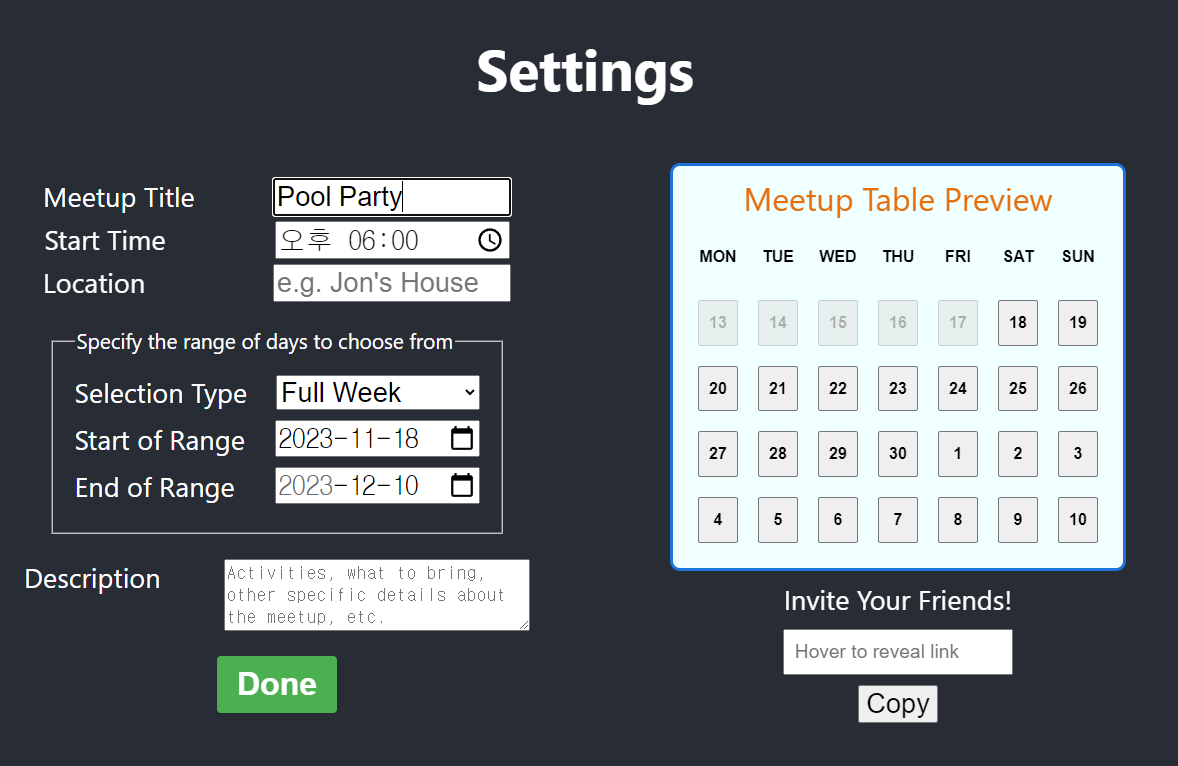 Settings
Meetup Title Pool Party
Start Time 오후 06:00
Location e.g. Jon's House
Specify the range of days to choose from
Selection Type Full Week
Start of Range 2023-11-18
End of Range 2023-12-10
Description Activities, what to bring,
other specific details about
the meetup, etc.
Done
Meetup Table Preview
MON TUE WED THU FRI SAT SUN
13 14 15 16 17 18 19
20 21 22 23 24 25 26
27 28 29 30 1 2 3
4 5 6 7 8 9 10
Invite Your Friends!
Hover to reveal link
Copy